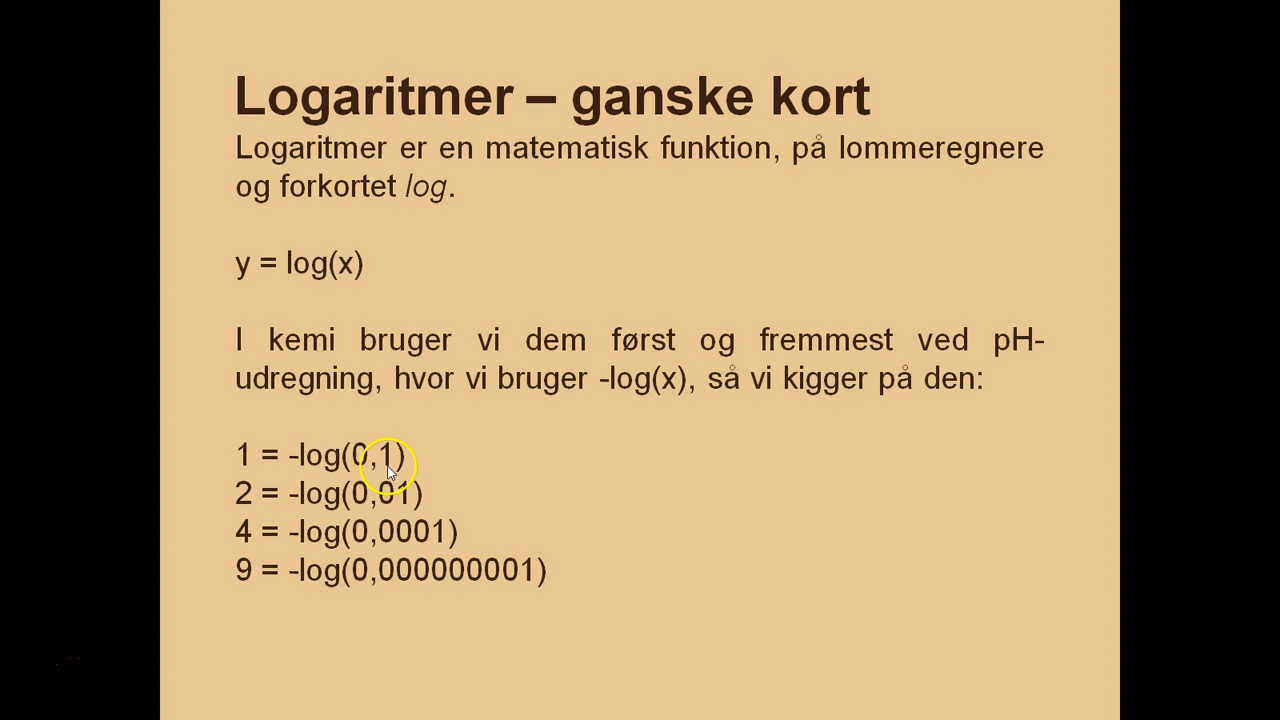 Logaritmer – ganske kort
Logaritmer er en matematisk funktion, på lommeregnere
og forkortet log.
y = log(x)
I kemi bruger vi dem først og fremmest ved pH-
udregning, hvor vi bruger -log(x), så vi kigger på den:
1 = -log(0,1)
2 = -log(0,01)
4 = -log(0,0001)
9 = -log(0,000000001)